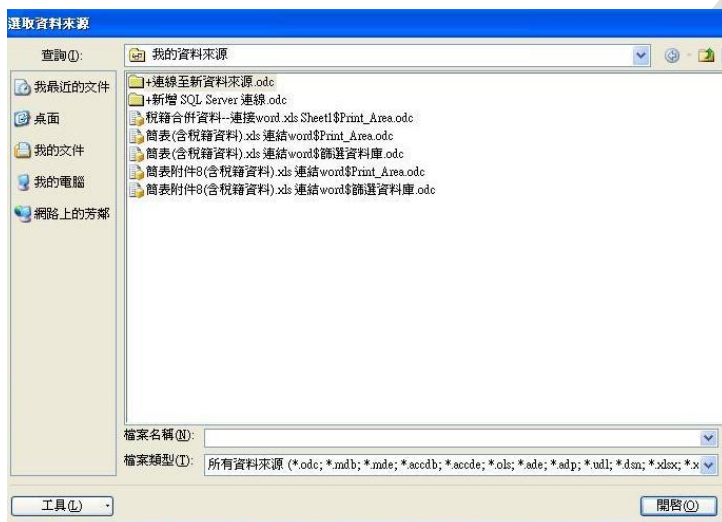 選取資料來源
查詢(I):
我的資料來源
我最近的文件
桌面
我的文件
我的電腦
網路上的芳鄰
+連線至新資料來源.odc
+新增 SQL Server 連線.odc
稅籍合併資料--連接word.xls Sheet1$Print_Area.odc
簡表(含稅籍資料).xls 連結word$Print_Area.odc
簡表(含稅籍資料).xls 連結word$篩選資料庫.odc
簡表附件8(含稅籍資料).xls 連結word$Print_Area.odc
簡表附件8(含稅籍資料).xls 連結word$篩選資料庫.odc
檔案名稱(N):
檔案類型(T):
所有資料來源 (*.odc; *.mdb; *.mde; *.accdb; *.accde; *.ols; *.ade; *.adp; *.udl; *.dsn; *.xlsx; *.x
工具(L)
開啓(O)